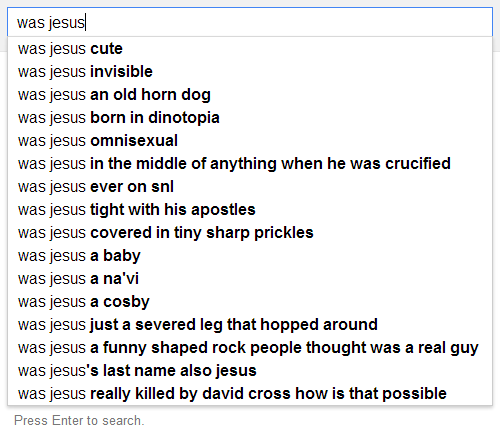 was jesus
was jesus cute
was jesus invisible
was jesus an old horn dog
was jesus born in dinotopia
was jesus omnisexual
was jesus in the middle of anything when he was crucified
was jesus ever on snl
was jesus tight with his apostles
was jesus covered in tiny sharp prickles
was jesus a baby
was jesus a na'vi
was jesus a cosby
was jesus just a severed leg that hopped around
was jesus a funny shaped rock people thought was a real guy
was jesus's last name also jesus
was jesus really killed by david cross how is that possible
Press Enter to search.